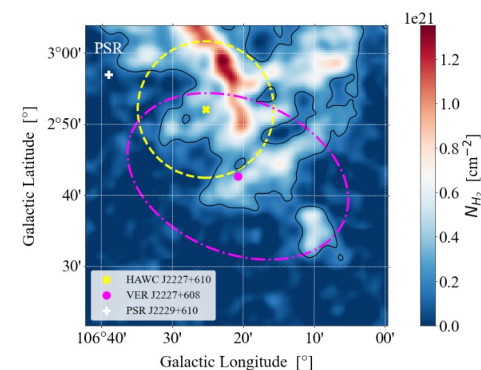 1e21
PSR
3°00'
2°50'
40'
30'
Galactic Latitude [°]
HAWC J2227+610
VER J2227+608
PSR J2229+610
106°40' 30' 20' 10' 00'
Galactic Longitude [°]
1.2
1.0
0.8
0.6
0.4
0.2
0.0
N_{H_2} [cm^{-2}]